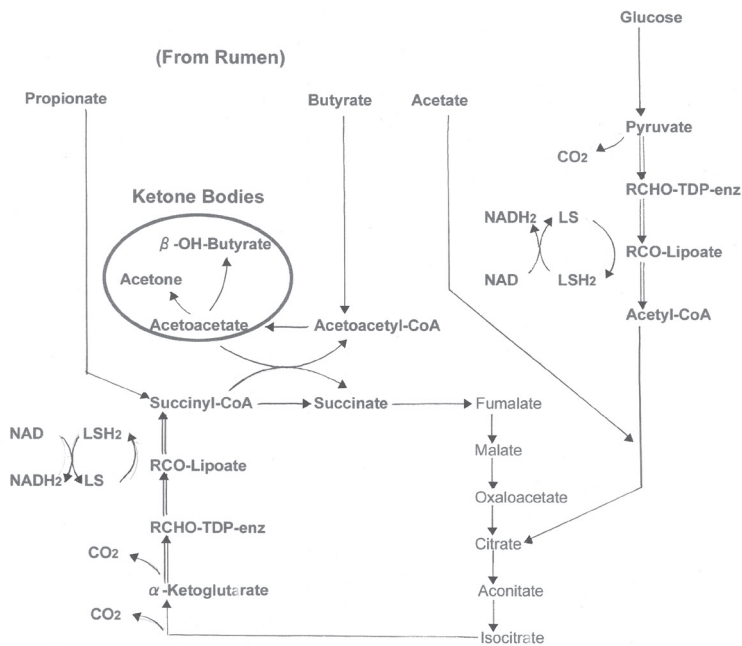 Glucose
(From Rumen)
Propionate
Butyrate
Acetate
Pyruvate
CO2
RCHO-TDP-enz
Ketone Bodies
NADH2
LS
β-OH-Butyrate
RCO-Lipoate
Acetone
NAD
LSH2
Acetoacetate
Acetoacetyl-CoA
Acetyl-CoA
Succinyl-CoA
Succinate
Fumalate
NAD
LSH2
Malate
RCO-Lipoate
NADH2
LS
Oxaloacetate
RCHO-TDP-enz
Citrate
CO2
α-Ketoglutarate
Aconitate
CO2
Isocitrate